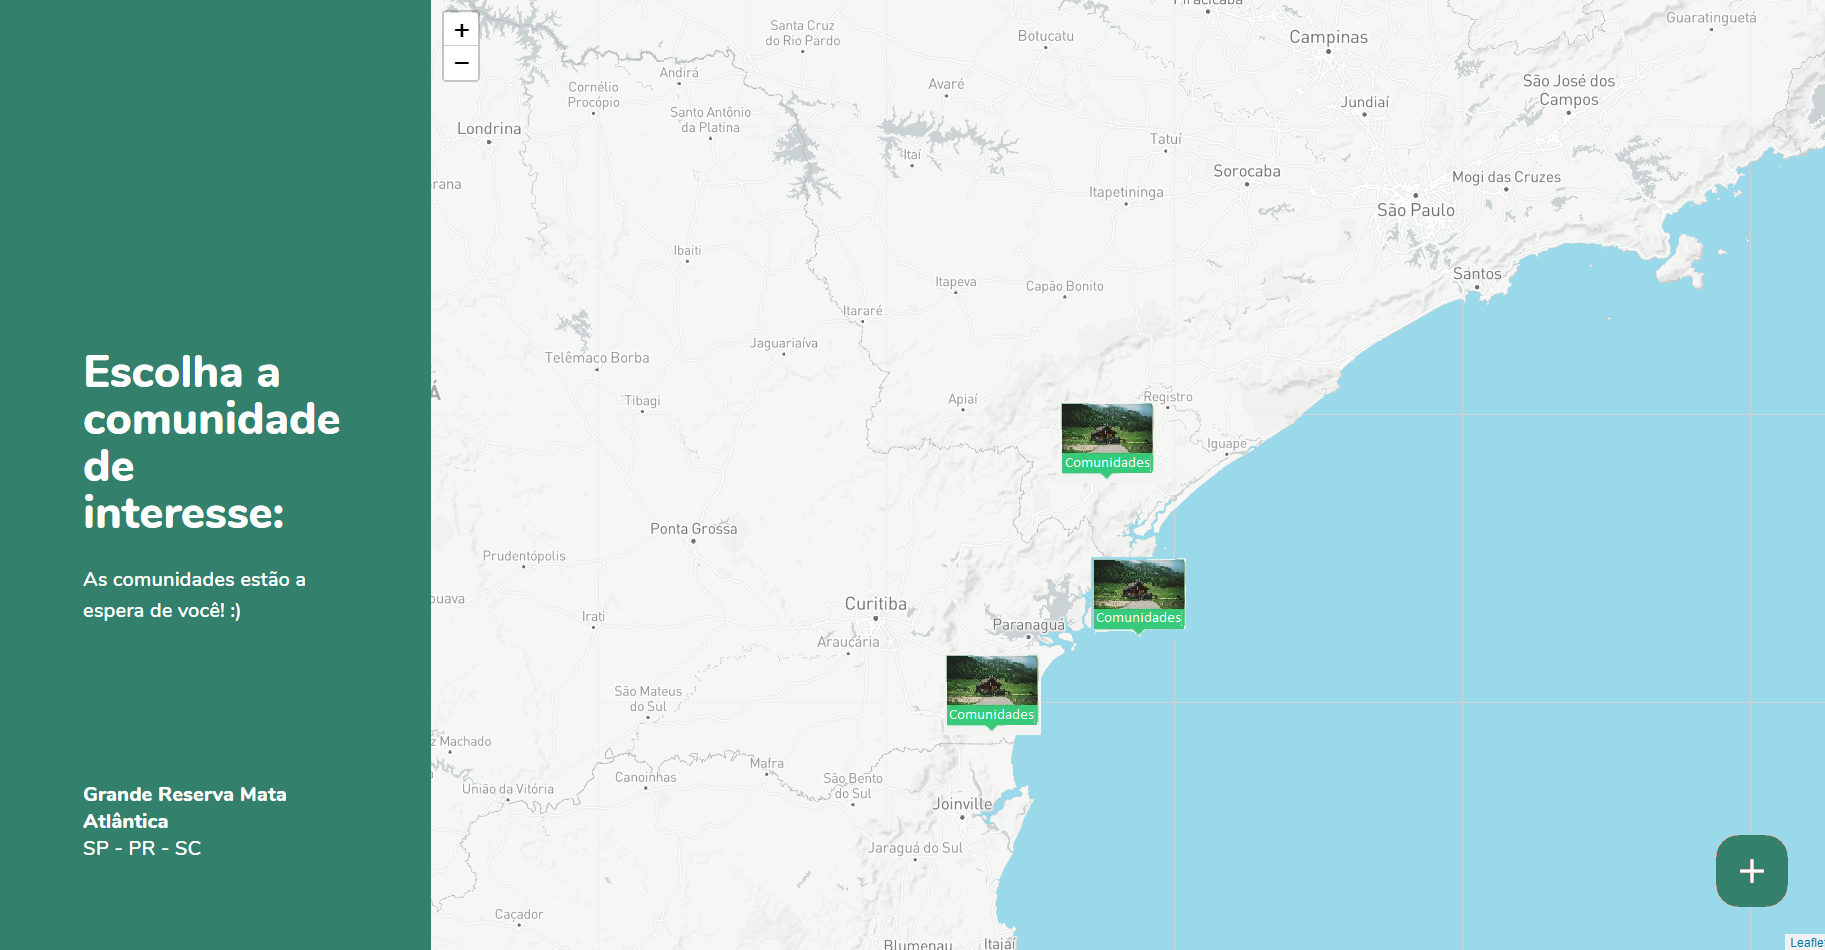 Escolha a
comunidade
de
interesse:
As comunidades estão a
espera de você! :)
Grande Reserva Mata
Atlântica
SP - PR - SC
+
−
Piracicaba
Guaratinguetá
Santa Cruz
do Rio Pardo
Botucatu
Campinas
Andirá
Cornélio
Procópio
Avaré
São José dos
Campos
Jundiaí
Santo Antônio
da Platina
Londrina
Tatuí
Itaí
Sorocaba
Mogi das Cruzes
rana
Itapetininga
São Paulo
Ibaiti
Santos
Itapeva
Capão Bonito
Itararé
Jaguariaíva
Telêmaco Borba
Á
Tibagi
Apiaí
Registro
Iguape
Comunidades
Ponta Grossa
Prudentópolis
Comunidades
puava
Curitiba
Irati
Paranaguá
Araucária
São Mateus
do Sul
Comunidades
z Machado
Mafra
Canoinhas
São Bento
do Sul
União da Vitória
Joinville
Jaraguá do Sul
Caçador
Blumenau
Itajaí
+
Leafle